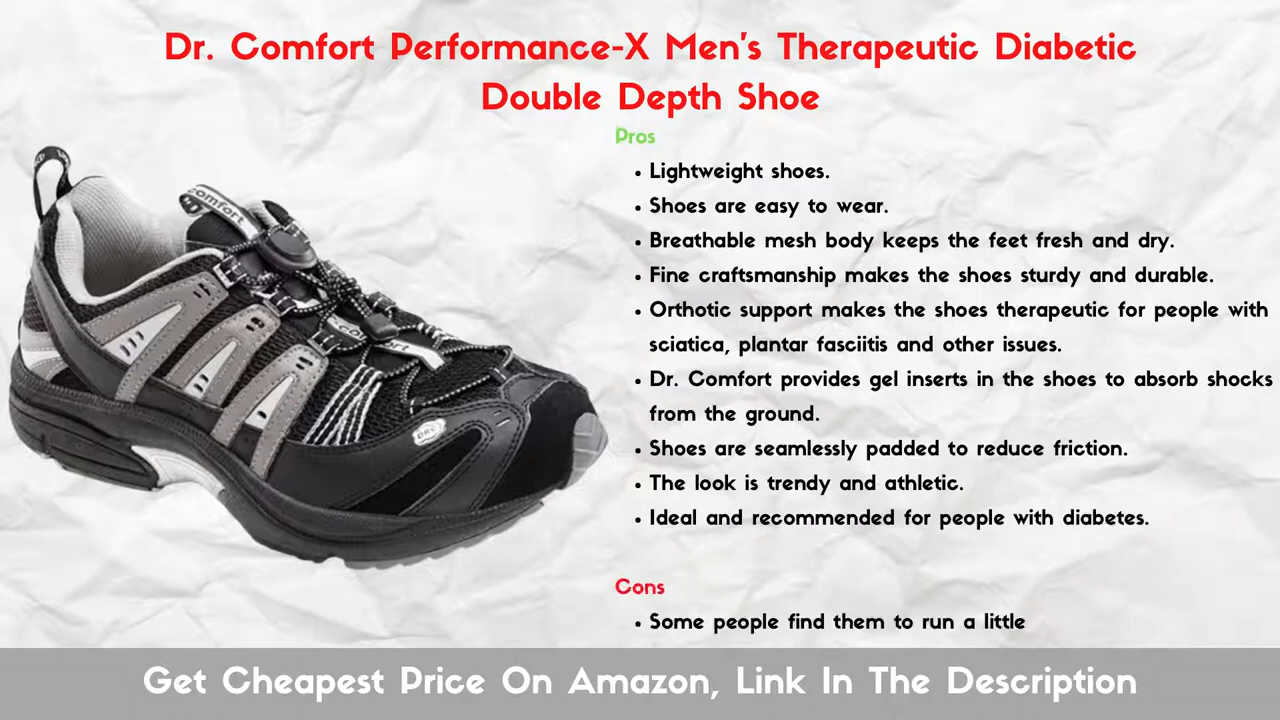 Dr. Comfort Performance-X Men's Therapeutic Diabetic
Double Depth Shoe
Pros
• Lightweight shoes.
• Shoes are easy to wear.
• Breathable mesh body keeps the feet fresh and dry.
• Fine craftsmanship makes the shoes sturdy and durable.
• Orthotic support makes the shoes therapeutic for people with
sciatica, plantar fasciitis and other issues.
• Dr. Comfort provides gel inserts in the shoes to absorb shocks
from the ground.
• Shoes are seamlessly padded to reduce friction.
• The look is trendy and athletic.
• Ideal and recommended for people with diabetes.
comfort
Cons
• Some people find them to run a little
Get Cheapest Price On Amazon, Link In The Description